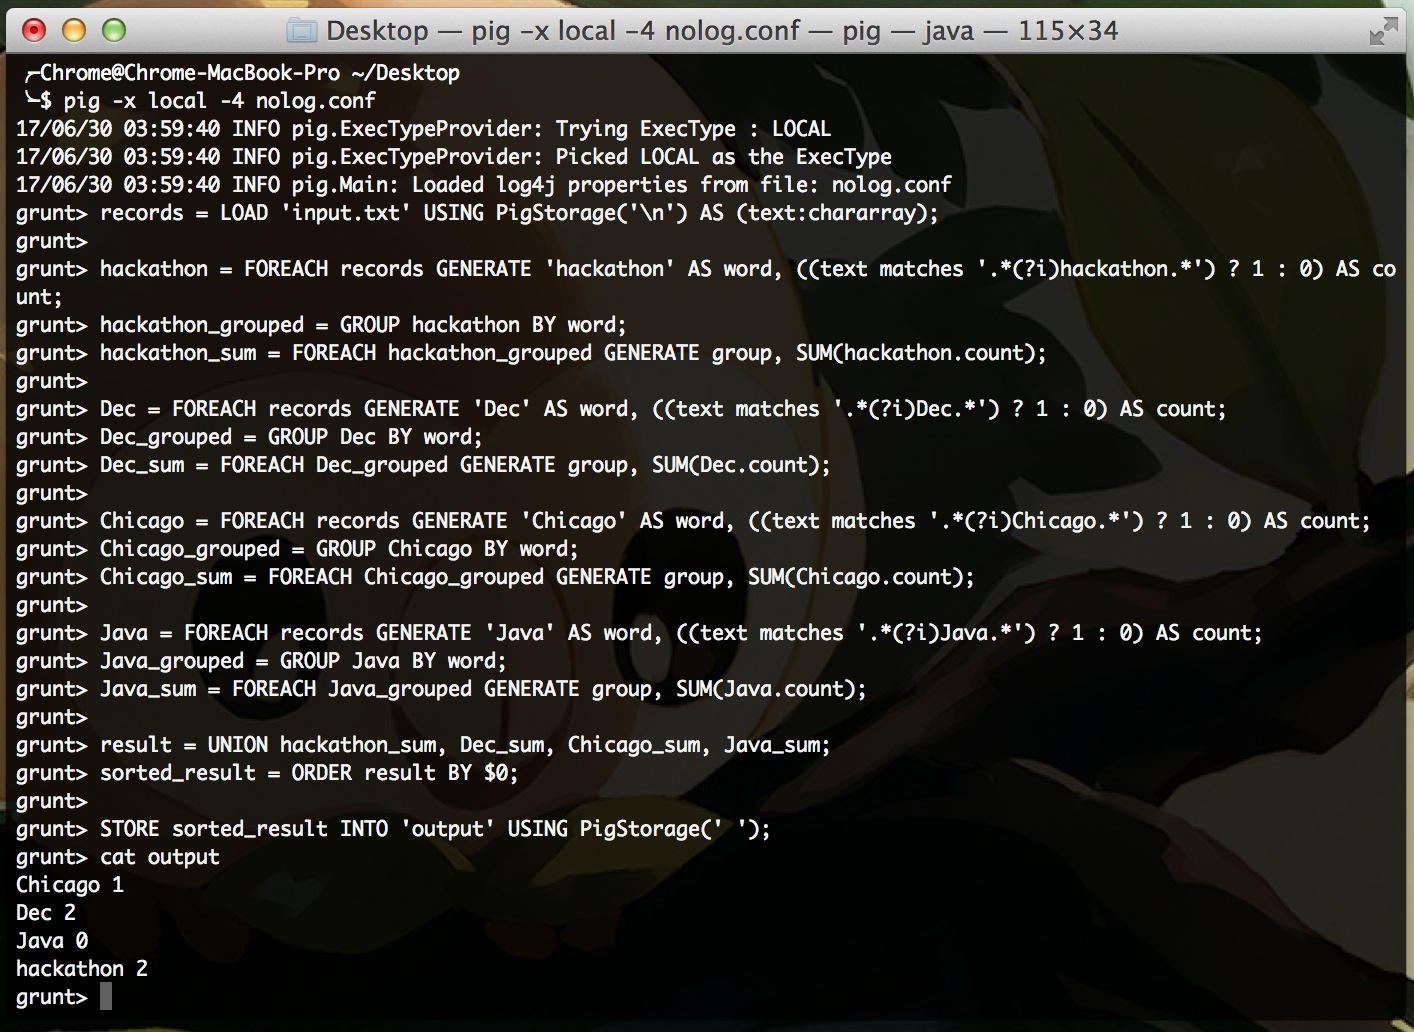 Desktop — pig -x local -4 nolog.conf — pig — java — 115×34
╭─Chrome@Chrome-MacBook-Pro ~/Desktop
╰─$ pig -x local -4 nolog.conf
17/06/30 03:59:40 INFO pig.ExecTypeProvider: Trying ExecType : LOCAL
17/06/30 03:59:40 INFO pig.ExecTypeProvider: Picked LOCAL as the ExecType
17/06/30 03:59:40 INFO pig.Main: Loaded log4j properties from file: nolog.conf
grunt> records = LOAD 'input.txt' USING PigStorage('\n') AS (text:chararray);
grunt>
grunt> hackathon = FOREACH records GENERATE 'hackathon' AS word, ((text matches '.*(?i)hackathon.*') ? 1 : 0) AS co
unt;
grunt> hackathon_grouped = GROUP hackathon BY word;
grunt> hackathon_sum = FOREACH hackathon_grouped GENERATE group, SUM(hackathon.count);
grunt>
grunt> Dec = FOREACH records GENERATE 'Dec' AS word, ((text matches '.*(?i)Dec.*') ? 1 : 0) AS count;
grunt> Dec_grouped = GROUP Dec BY word;
grunt> Dec_sum = FOREACH Dec_grouped GENERATE group, SUM(Dec.count);
grunt>
grunt> Chicago = FOREACH records GENERATE 'Chicago' AS word, ((text matches '.*(?i)Chicago.*') ? 1 : 0) AS count;
grunt> Chicago_grouped = GROUP Chicago BY word;
grunt> Chicago_sum = FOREACH Chicago_grouped GENERATE group, SUM(Chicago.count);
grunt>
grunt> Java = FOREACH records GENERATE 'Java' AS word, ((text matches '.*(?i)Java.*') ? 1 : 0) AS count;
grunt> Java_grouped = GROUP Java BY word;
grunt> Java_sum = FOREACH Java_grouped GENERATE group, SUM(Java.count);
grunt>
grunt> result = UNION hackathon_sum, Dec_sum, Chicago_sum, Java_sum;
grunt> sorted_result = ORDER result BY $0;
grunt>
grunt> STORE sorted_result INTO 'output' USING PigStorage(' ');
grunt> cat output
Chicago 1
Dec 2
Java 0
hackathon 2
grunt>